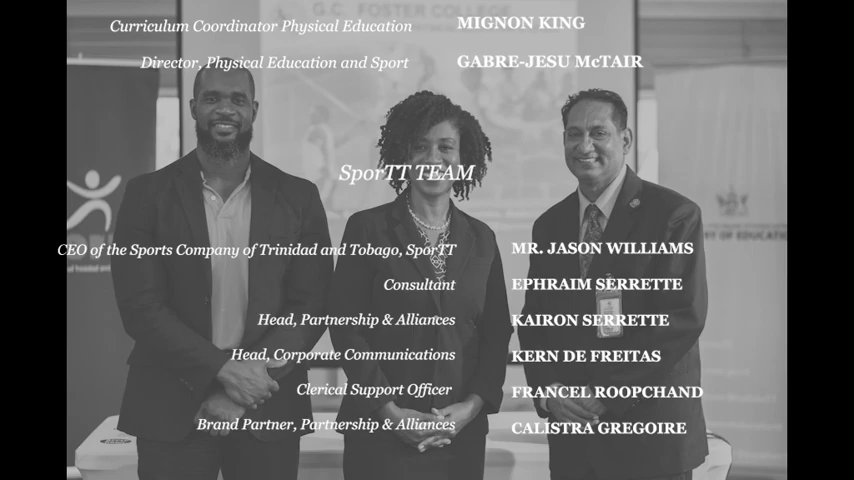 G.C. FOSTER COLLEGE
Curriculum Coordinator Physical Education MIGNON KING
Director, Physical Education and Sport GABRE-JESU McTAIR
SporTT TEAM
CEO of the Sports Company of Trinidad and Tobago, SporTT MR. JASON WILLIAMS
Consultant EPHRAIM SERRETTE
Head, Partnership & Alliances KAIRON SERRETTE
Head, Corporate Communications KERN DE FREITAS
Clerical Support Officer FRANCEL ROOPCHAND
Brand Partner, Partnership & Alliances CALISTRA GREGOIRE